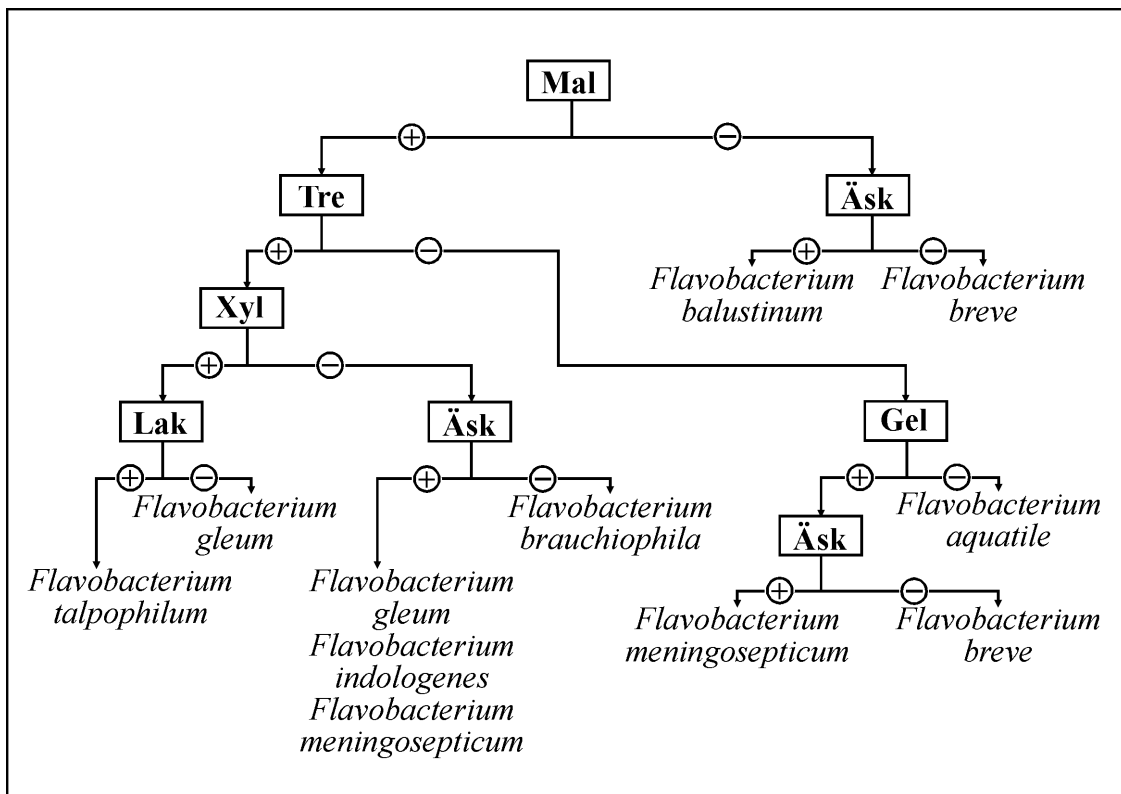 Mal
+
−
Tre
Äsk
+
−
+
−
Flavobacterium
balustinum
Flavobacterium
breve
Xyl
+
−
Lak
Äsk
Gel
+
−
+
−
+
−
Flavobacterium
gleum
Flavobacterium
brauchiophila
Flavobacterium
aquatile
Äsk
Flavobacterium
talpophilum
Flavobacterium
gleum
Flavobacterium
indologenes
Flavobacterium
meningosepticum
+
−
Flavobacterium
meningosepticum
Flavobacterium
breve